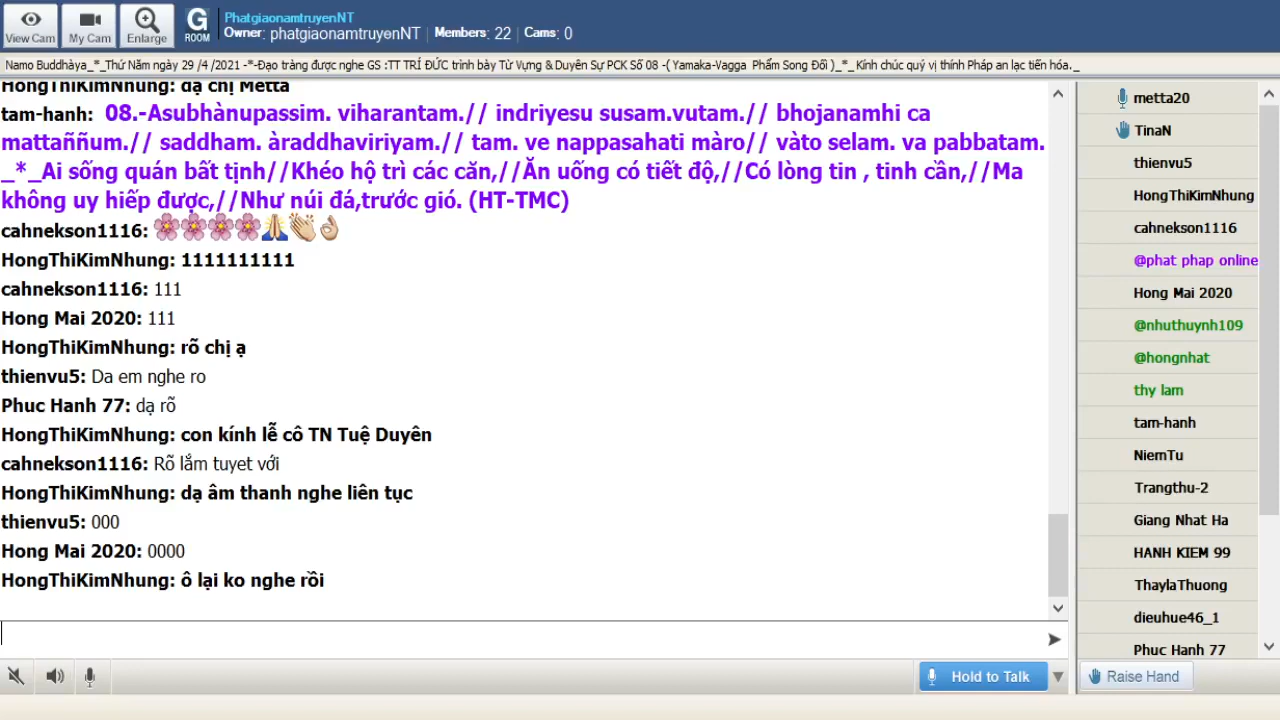 View Cam
My Cam
Enlarge
G
ROOM
PhatgiaonamtruyenNT
Owner: phatgiaonamtruyenNT | Members: 22 | Cams: 0
Namo Buddhàya_*_Thứ Năm ngày 29 /4 /2021 -*-Đạo tràng được nghe GS :TT TRÍ ĐỨC trình bày Từ Vựng & Duyên Sự PCK Số 08 -( Yamaka-Vagga Phẩm Song Đối )_*_ Kính chúc quý vị thính Pháp an lạc tiến hóa._
HongThiKimNhung: dạ chị Metta
tam-hanh: 08.-Asubhànupassim. viharantam.// indriyesu susam.vutam.// bhojanamhi ca
mattaññum.// saddham. àraddhaviriyam.// tam. ve nappasahati màro// vàto selam. va pabbatam.
_*_Ai sống quán bất tịnh//Khéo hộ trì các căn,//Ăn uống có tiết độ,//Có lòng tin , tinh cần,//Ma
không uy hiếp được,//Như núi đá,trước gió. (HT-TMC)
cahnekson1116: 🌸🌸🌸🌸🙏👏👌
HongThiKimNhung: 1111111111
cahnekson1116: 111
Hong Mai 2020: 111
HongThiKimNhung: rõ chị ạ
thienvu5: Da em nghe ro
Phuc Hanh 77: dạ rõ
HongThiKimNhung: con kính lễ cô TN Tuệ Duyên
cahnekson1116: Rõ lắm tuyet với
HongThiKimNhung: dạ âm thanh nghe liên tục
thienvu5: 000
Hong Mai 2020: 0000
HongThiKimNhung: ô lại ko nghe rồi
Hold to Talk
metta20
TinaN
thienvu5
HongThiKimNhung
cahnekson1116
@phat phap online
Hong Mai 2020
@nhuthuynh109
@hongnhat
thy lam
tam-hanh
NiemTu
Trangthu-2
Giang Nhat Ha
HANH KIEM 99
ThaylaThuong
dieuhue46_1
Phuc Hanh 77
Raise Hand